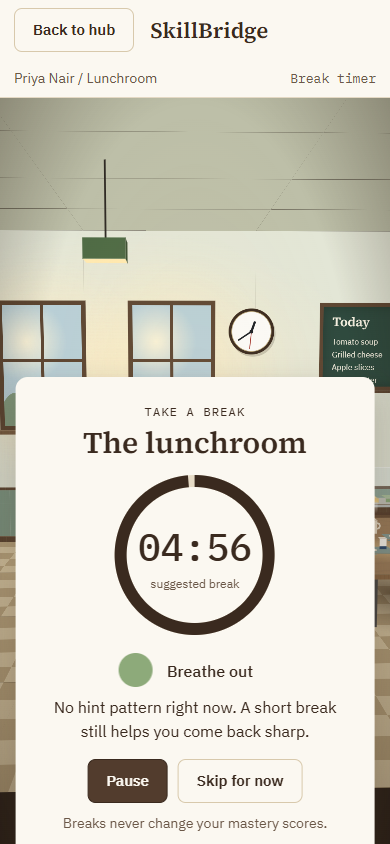 Back to hub
SkillBridge
Priya Nair / Lunchroom
Break timer
Today
Tomato soup
Grilled cheese
Apple slices
TAKE A BREAK
The lunchroom
04:56
suggested break
Breathe out
No hint pattern right now. A short break
still helps you come back sharp.
Pause
Skip for now
Breaks never change your mastery scores.